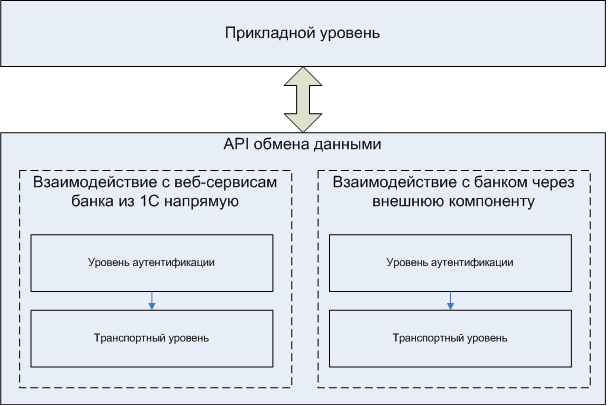 Прикладной уровень
API обмена данными
Взаимодействие с веб-сервисам
банка из 1С напрямую
Уровень аутентификации
Транспортный уровень
Взаимодействие с банком через
внешнюю компоненту
Уровень аутентификации
Транспортный уровень